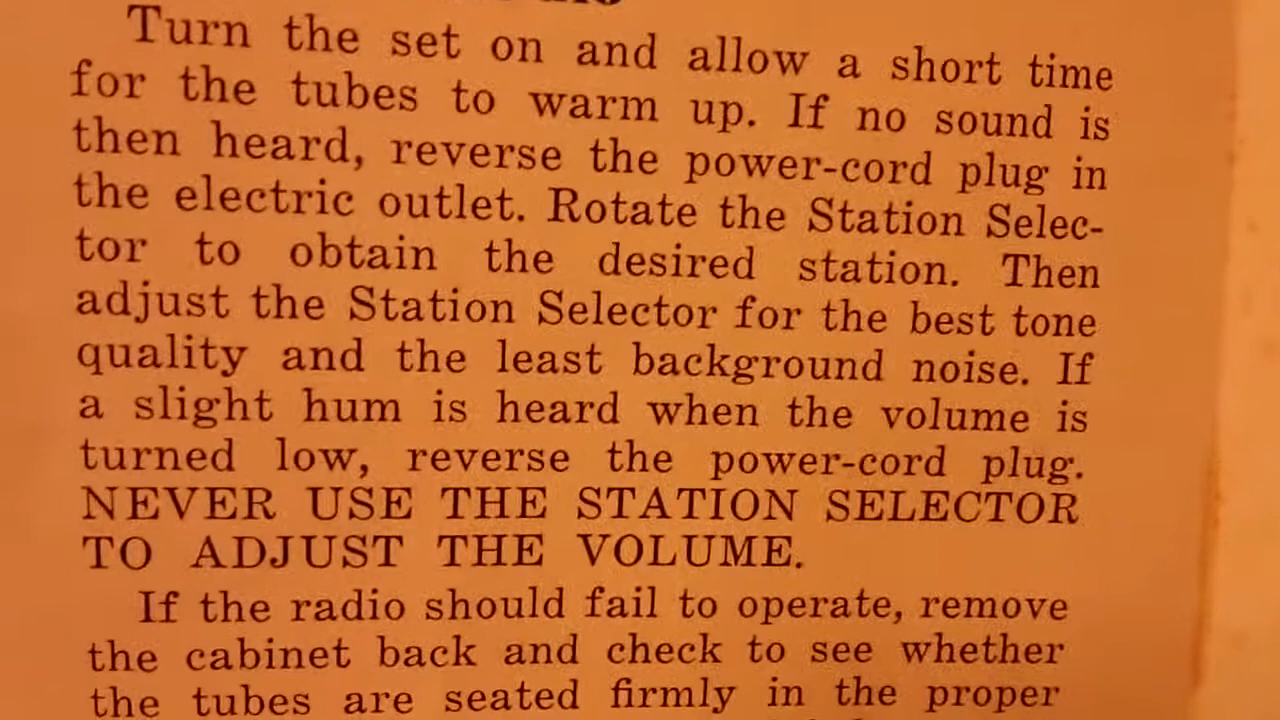 Turn the set on and allow a short time
for the tubes to warm up. If no sound is
then heard, reverse the power-cord plug in
the electric outlet. Rotate the Station Selec-
tor to obtain the desired station. Then
adjust the Station Selector for the best tone
quality and the least background noise. If
a slight hum is heard when the volume is
turned low, reverse the power-cord plug.
NEVER USE THE STATION SELECTOR
TO ADJUST THE VOLUME.
If the radio should fail to operate, remove
the cabinet back and check to see whether
the tubes are seated firmly in the proper